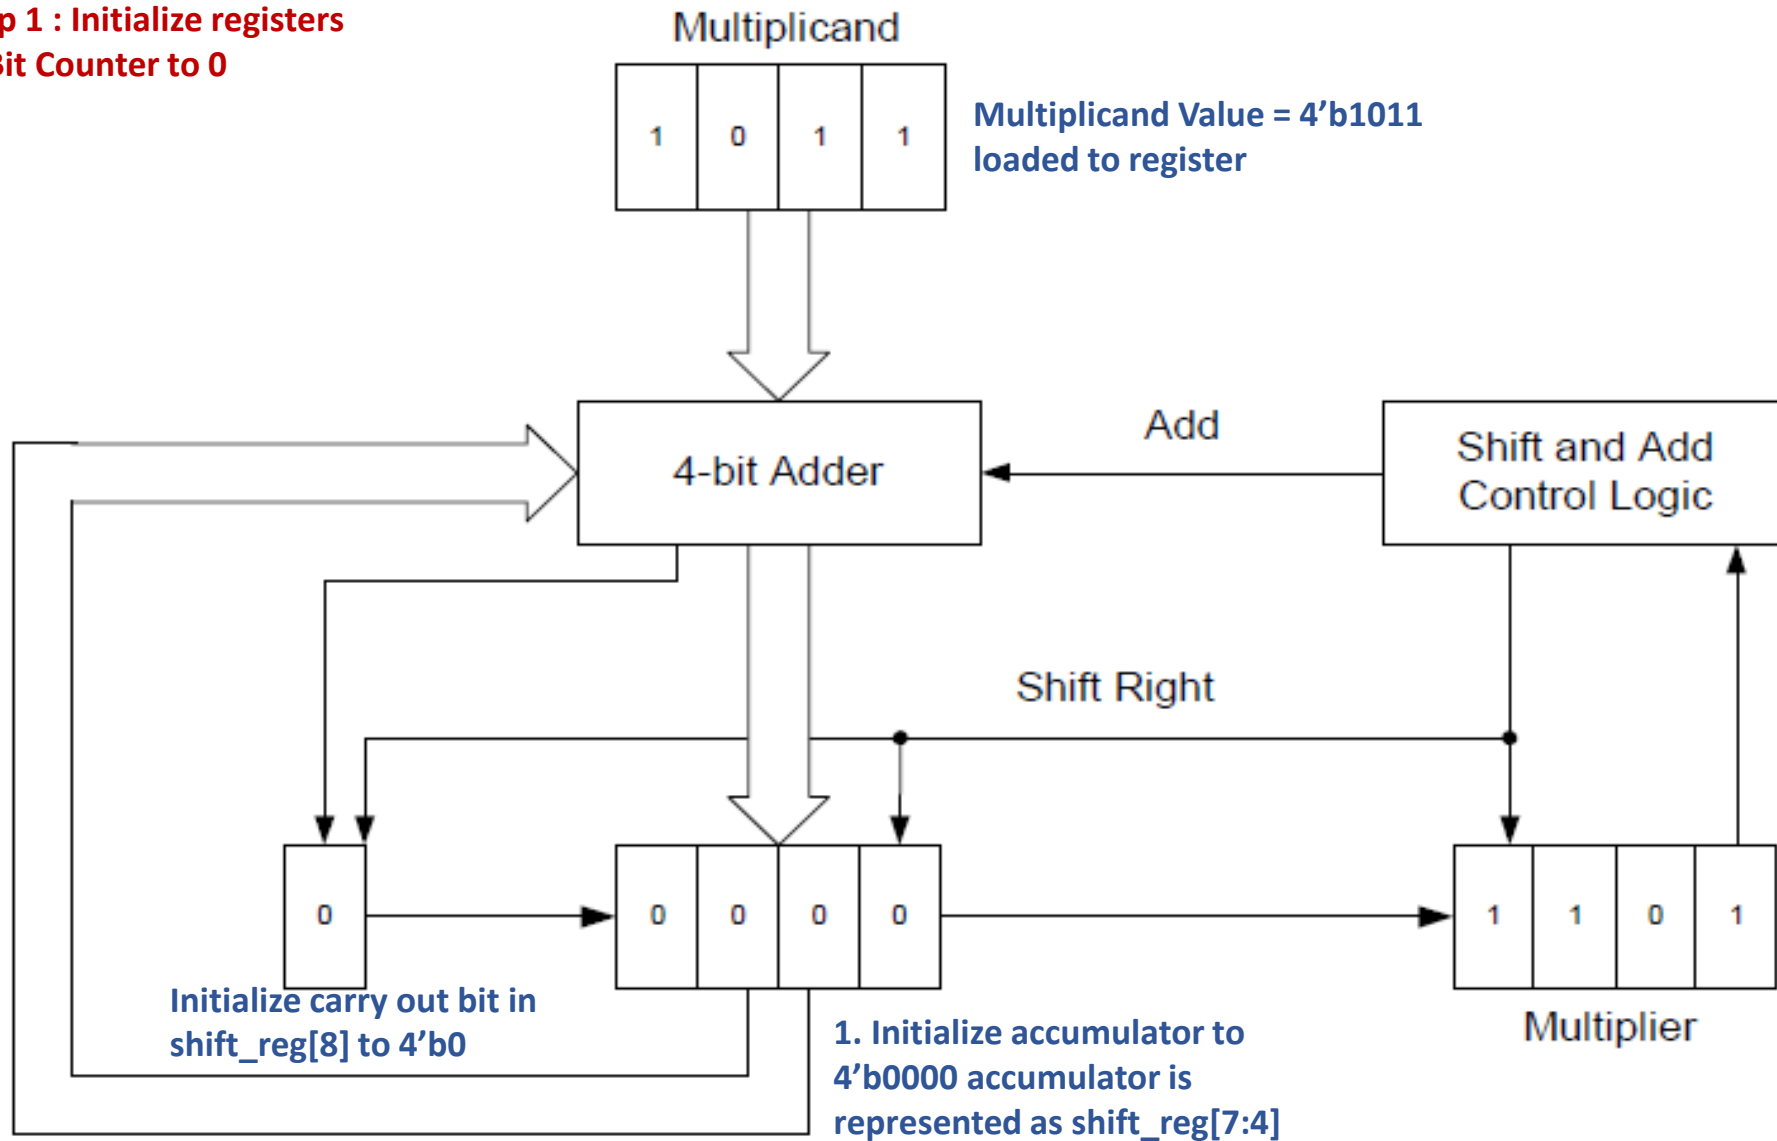 p 1 : Initialize registers
Bit Counter to 0
Multiplicand
1 0 1 1
Multiplicand Value = 4’b1011
loaded to register
4-bit Adder
Add
Shift and Add
Control Logic
Shift Right
0
0 0 0 0
1 1 0 1
Initialize carry out bit in
shift_reg[8] to 4’b0
1. Initialize accumulator to
4’b0000 accumulator is
represented as shift_reg[7:4]
Multiplier